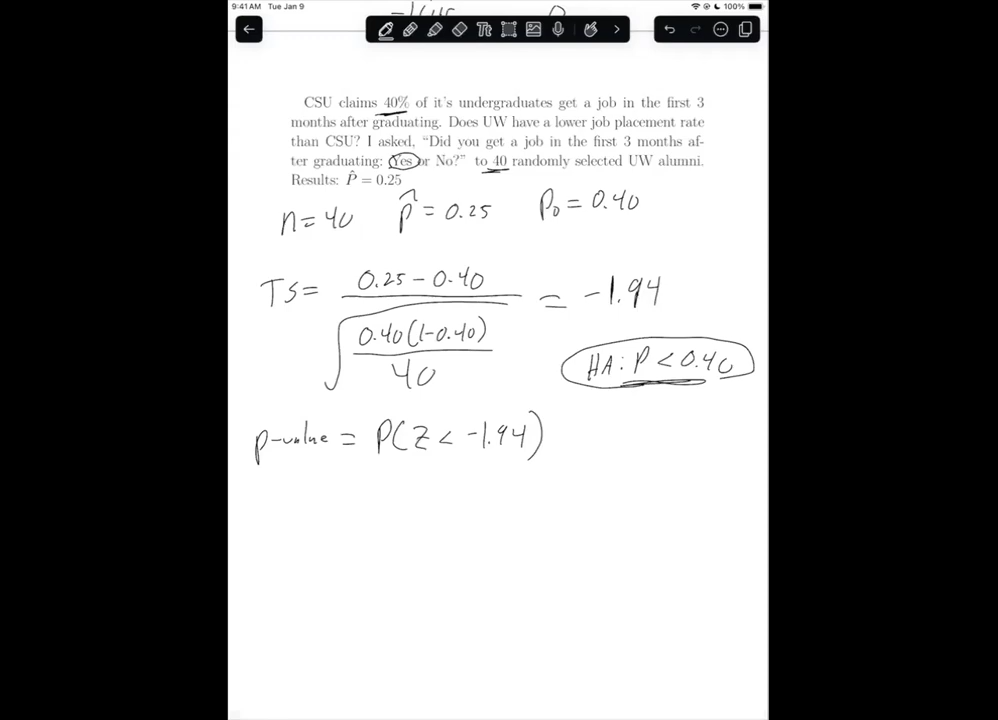 9:41 AM Tue Jan 9
100%
CSU claims 40% of it's undergraduates get a job in the first 3
months after graduating. Does UW have a lower job placement rate
than CSU? I asked, "Did you get a job in the first 3 months af-
ter graduating: Yes or No?" to 40 randomly selected UW alumni.
Results: P̂ = 0.25
n = 40 p̂ = 0.25 P₀ = 0.40
TS = (0.25 - 0.40) / √(0.40(1-0.40) / 40) = -1.94
HA: P < 0.40
p-value = P(Z < -1.94)